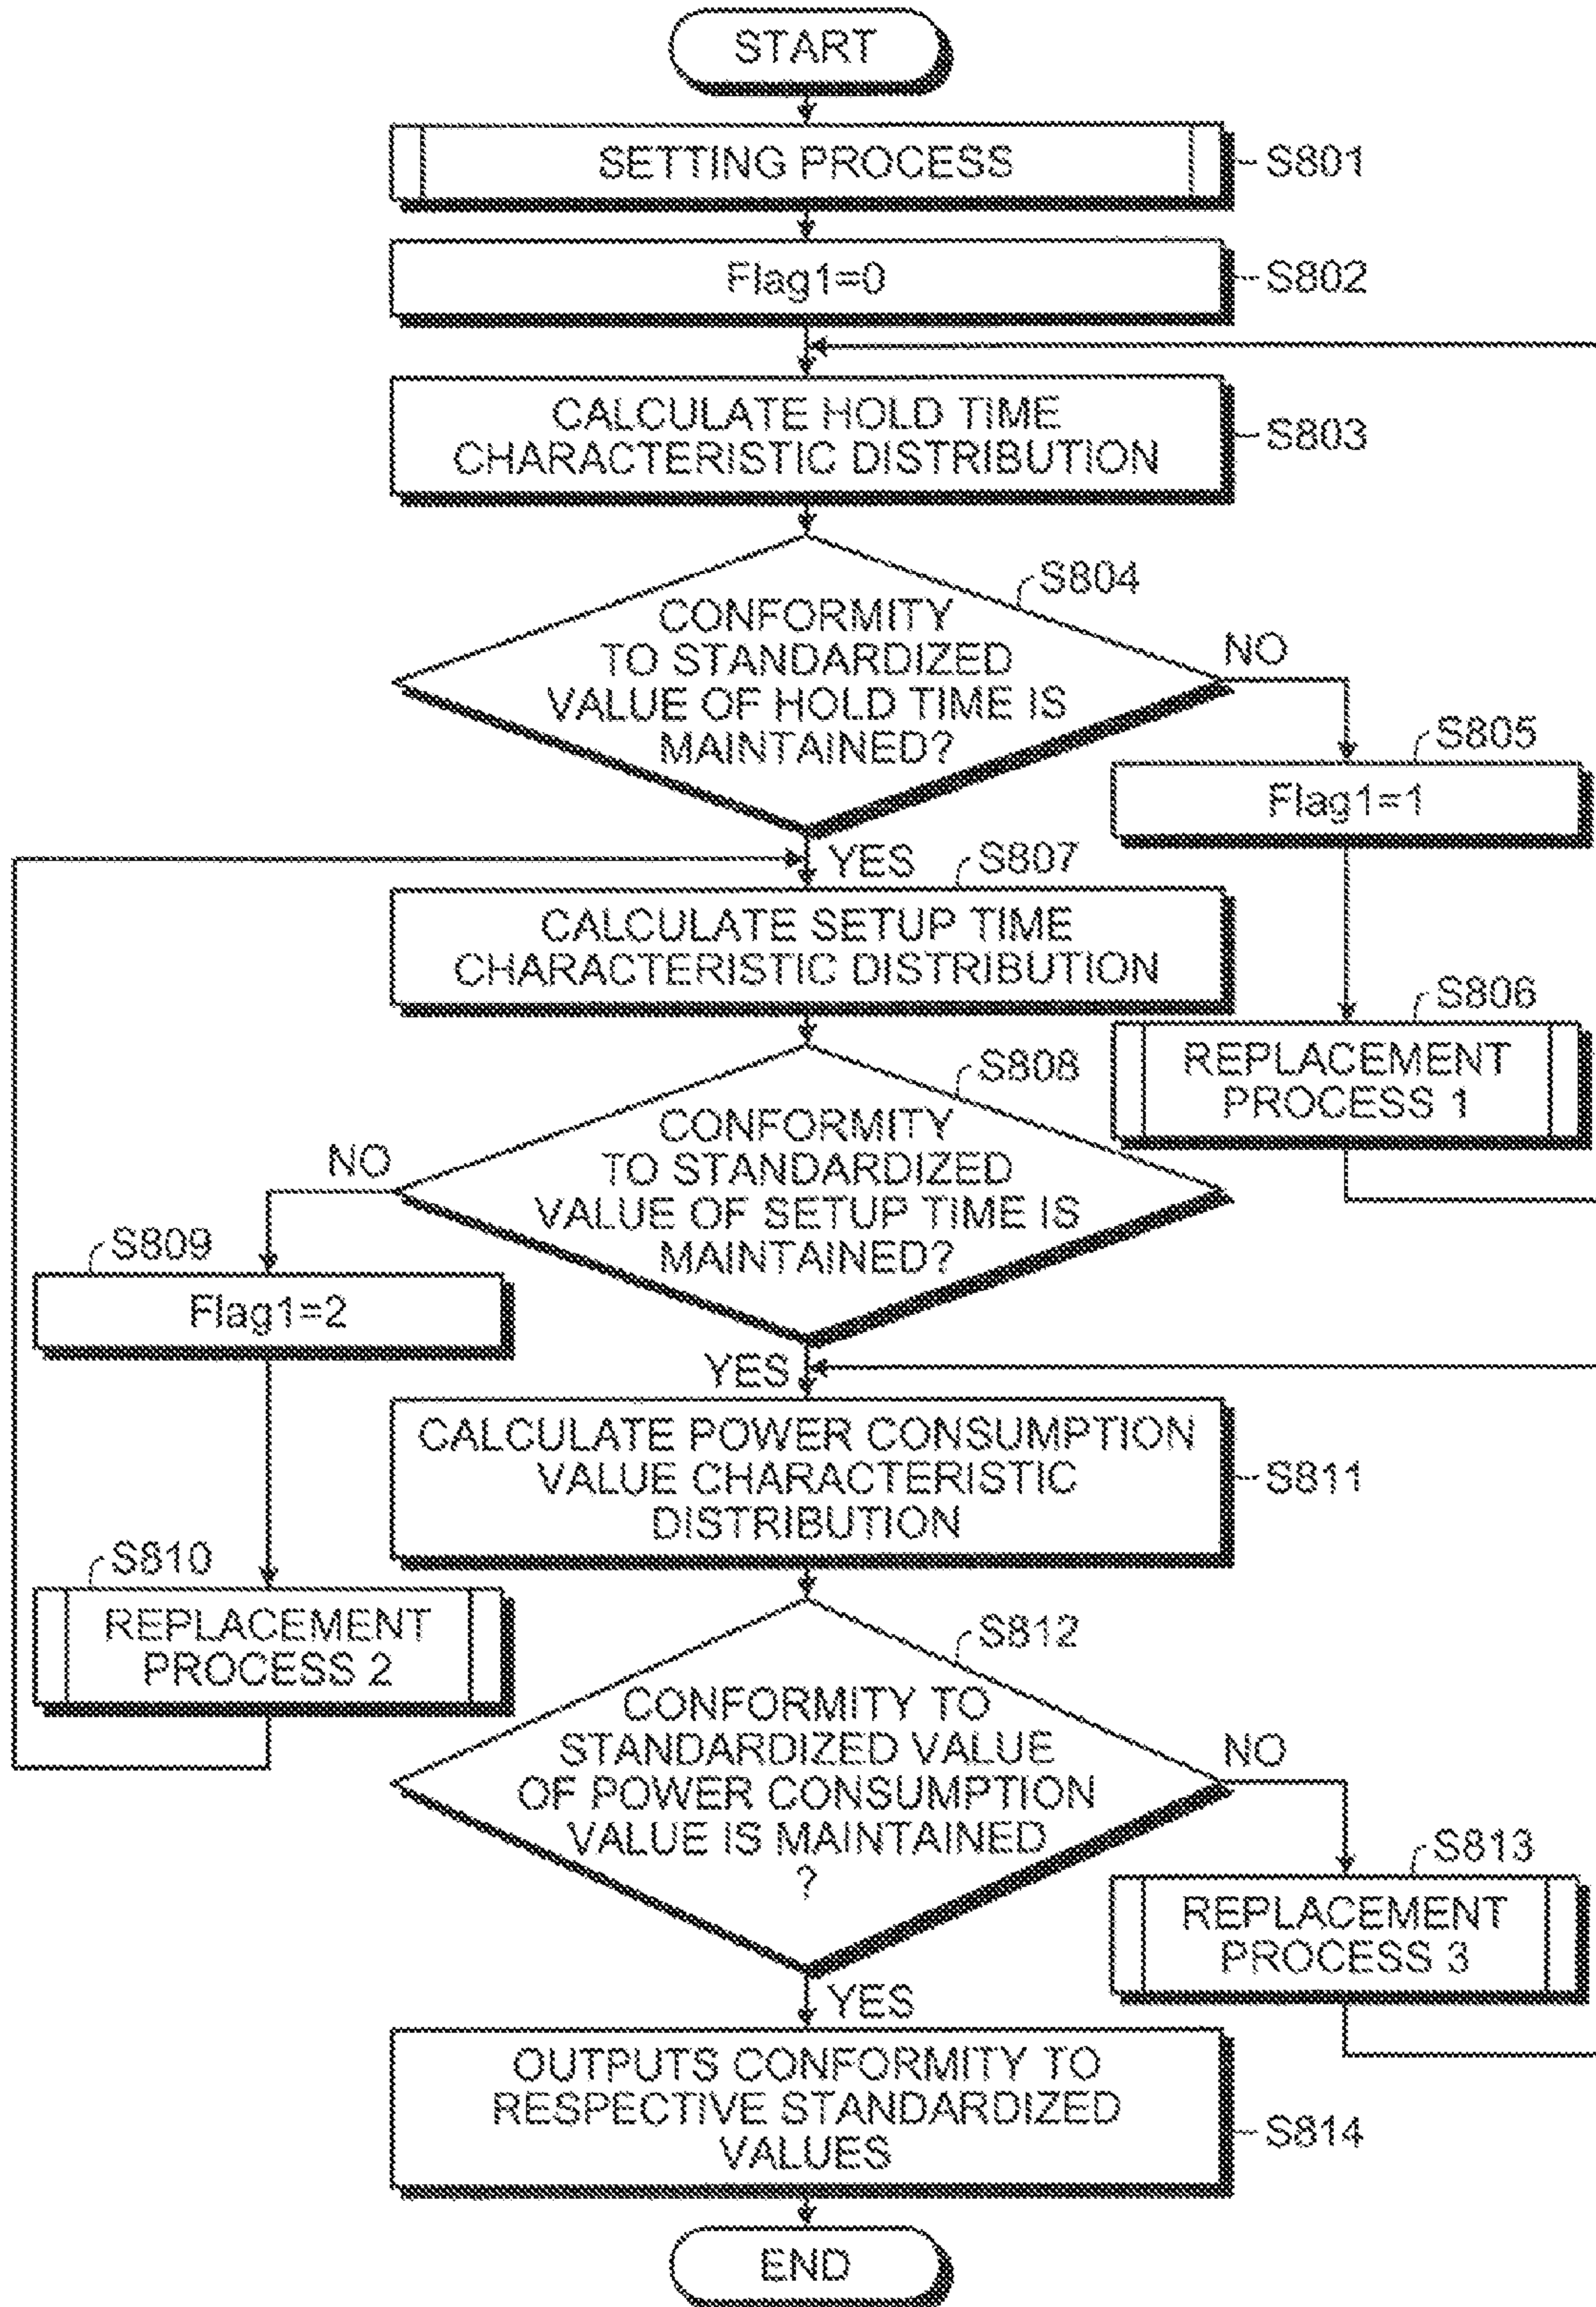 START
SETTING PROCESS
S801
Flag1=0
S802
CALCULATE HOLD TIME
CHARACTERISTIC DISTRIBUTION
S803
S804
CONFORMITY
TO STANDARDIZED
VALUE OF HOLD TIME IS
MAINTAINED?
NO
S805
Flag1=1
YES
S807
CALCULATE SETUP TIME
CHARACTERISTIC DISTRIBUTION
S806
REPLACEMENT
PROCESS 1
S808
CONFORMITY
TO STANDARDIZED
VALUE OF SETUP TIME IS
MAINTAINED?
NO
S809
Flag1=2
YES
CALCULATE POWER CONSUMPTION
VALUE CHARACTERISTIC
DISTRIBUTION
S811
S810
REPLACEMENT
PROCESS 2
S812
CONFORMITY TO
STANDARDIZED VALUE
OF POWER CONSUMPTION
VALUE IS MAINTAINED
?
NO
S813
REPLACEMENT
PROCESS 3
YES
OUTPUTS CONFORMITY TO
RESPECTIVE STANDARDIZED
VALUES
S814
END